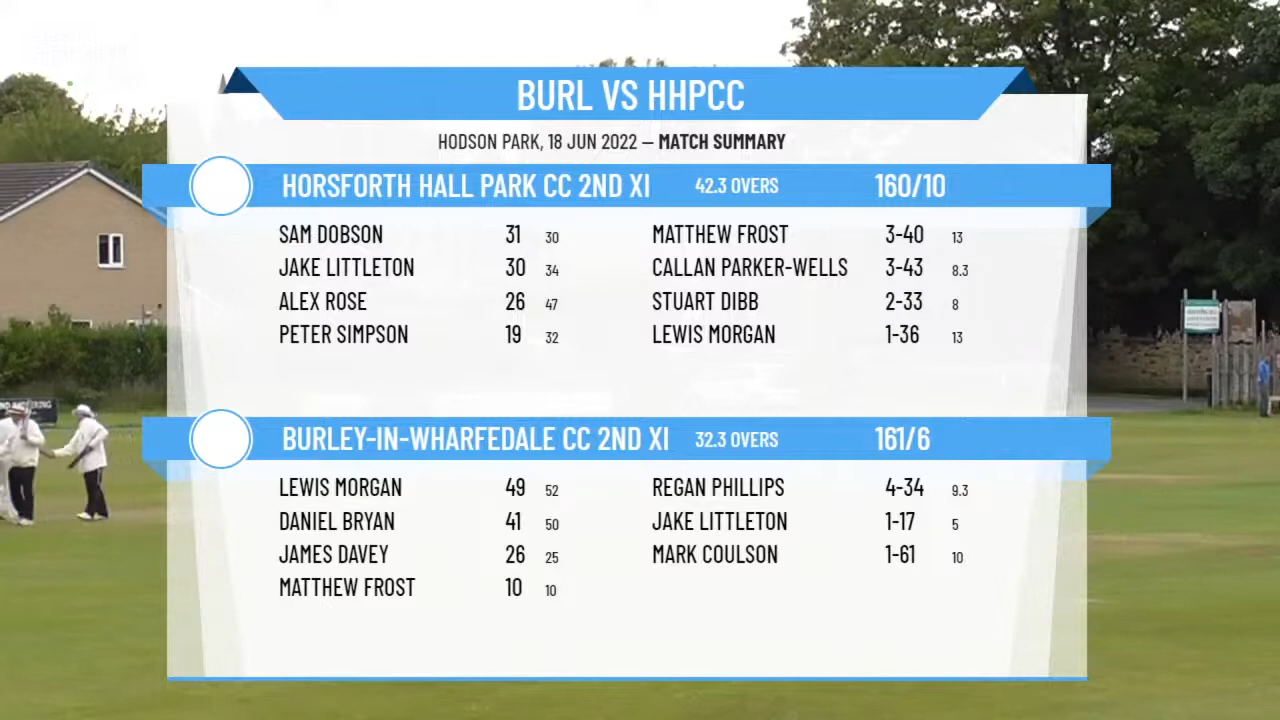 BURL VS HHPCC
HODSON PARK, 18 JUN 2022 – MATCH SUMMARY
HORSFORTH HALL PARK CC 2ND XI 42.3 OVERS 160/10
SAM DOBSON 31 30 MATTHEW FROST 3-40 13
JAKE LITTLETON 30 34 CALLAN PARKER-WELLS 3-43 8.3
ALEX ROSE 26 47 STUART DIBB 2-33 8
PETER SIMPSON 19 32 LEWIS MORGAN 1-36 13
BURLEY-IN-WHARFEDALE CC 2ND XI 32.3 OVERS 161/6
LEWIS MORGAN 49 52 REGAN PHILLIPS 4-34 9.3
DANIEL BRYAN 41 50 JAKE LITTLETON 1-17 5
JAMES DAVEY 26 25 MARK COULSON 1-61 10
MATTHEW FROST 10 10